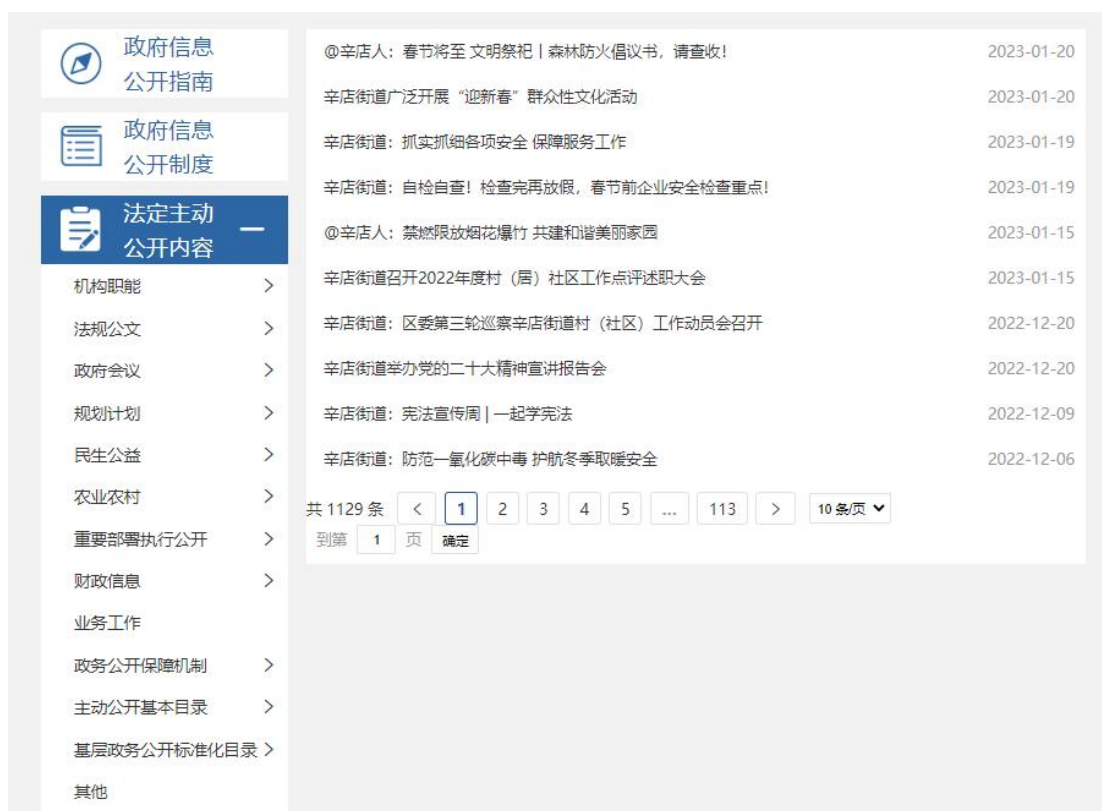 政府信息
公开指南
政府信息
公开制度
法定主动
公开内容
机构职能
法规公文
政府会议
规划计划
民生公益
农业农村
重要部署执行公开
财政信息
业务工作
政务公开保障机制
主动公开基本目录
基层政务公开标准化目录
其他
@辛店人：春节将至 文明祭祀丨森林防火倡议书，请查收！ 2023-01-20
辛店街道广泛开展“迎新春”群众性文化活动 2023-01-20
辛店街道：抓实抓细各项安全 保障服务工作 2023-01-19
辛店街道：自检自查！检查完再放假，春节前企业安全检查重点！ 2023-01-19
@辛店人：禁燃限放烟花爆竹 共建和谐美丽家园 2023-01-15
辛店街道召开2022年度村（居）社区工作点评述职大会 2023-01-15
辛店街道：区委第三轮巡察辛店街道村（社区）工作动员会召开 2022-12-20
辛店街道举办党的二十大精神宣讲报告会 2022-12-20
辛店街道：宪法宣传周 | 一起学宪法 2022-12-09
辛店街道：防范一氧化碳中毒 护航冬季取暖安全 2022-12-06
共 1129 条 < 1 2 3 4 5 ... 113 > 10 条/页
到第 1 页 确定